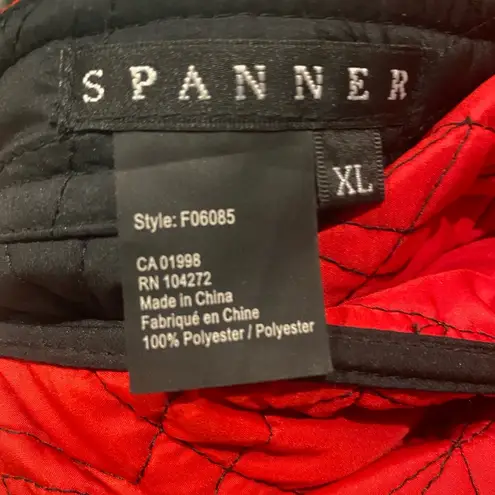 SPANNER
XL
Style: F06085
CA 01998
RN 104272
Made in China
Fabriqué en Chine
100% Polyester / Polyester